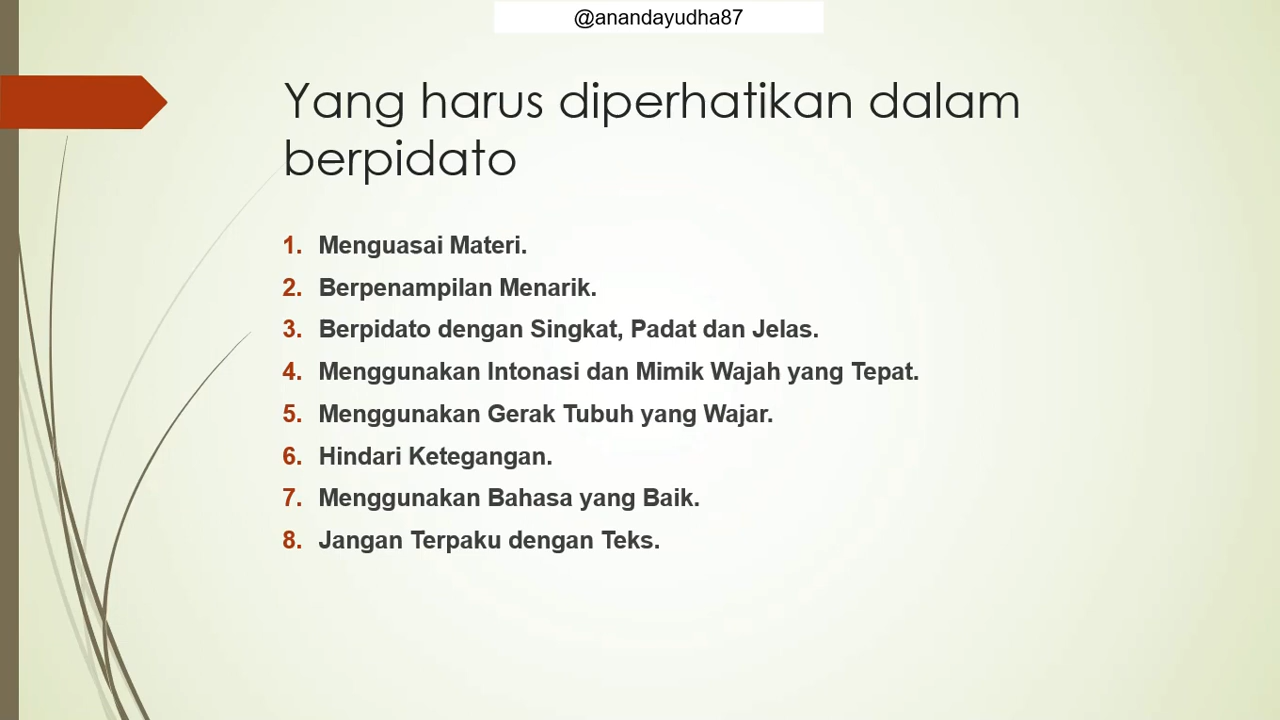 @anandayudha87
Yang harus diperhatikan dalam
berpidato
1. Menguasai Materi.
2. Berpenampilan Menarik.
3. Berpidato dengan Singkat, Padat dan Jelas.
4. Menggunakan Intonasi dan Mimik Wajah yang Tepat.
5. Menggunakan Gerak Tubuh yang Wajar.
6. Hindari Ketegangan.
7. Menggunakan Bahasa yang Baik.
8. Jangan Terpaku dengan Teks.